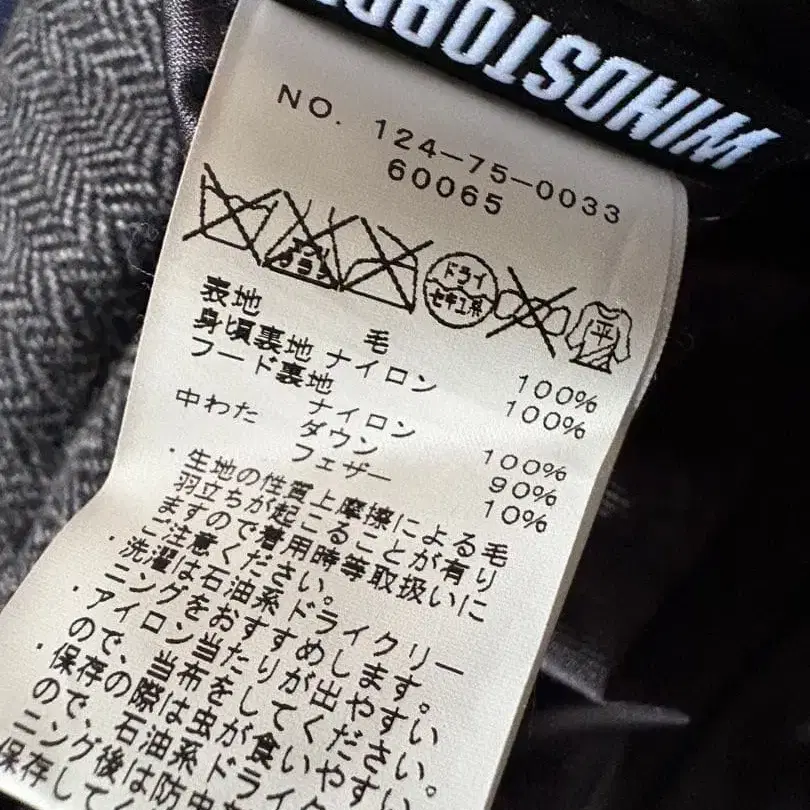 WINDSTOPP
NO. 124-75-0033
60065
エンソ
サラシ
ドライ
セキユ系
平
表地 毛 100%
身頃裏地 ナイロン 100%
フード裏地
ナイロン 100%
中わた ダウン 90%
フェザー 10%
・生地の性質上摩擦による毛
羽立ちが起こることが有り
ますので着用時等取扱いに
ご注意ください。
・洗濯は石油系ドライクリー
ニングをおすすめします。
・アイロン当たりが出やすい
ので、当布をしてください。
・保存の際は虫が食いやすい
ので、石油系ドライク
ニング後は防虫
保存して